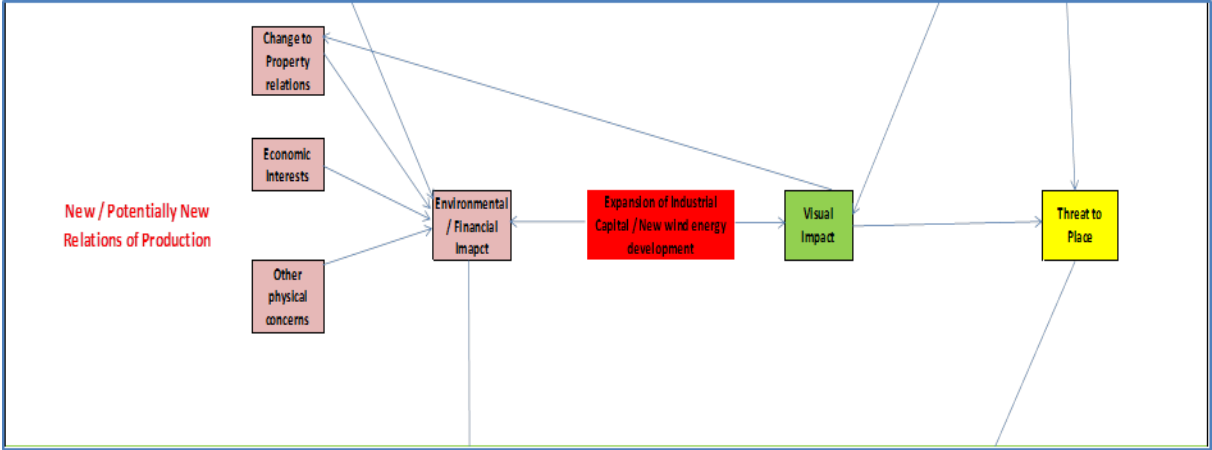 Change to
Property
relations
Economic
Interests
New / Potentially New
Relations of Production
Other
physical
concerns
Environmental
/ Financial
Imapct
Expansion of Industrial
Capital / New wind energy
development
Visual
Impact
Threat to
Place